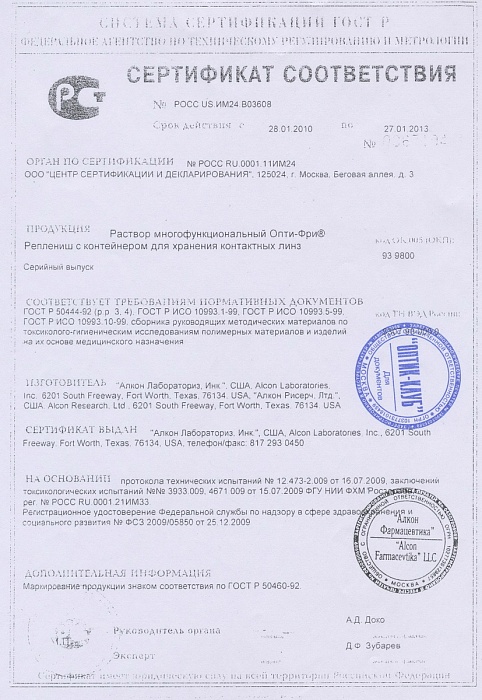 СИСТЕМА СЕРТИФИКАЦИИ ГОСТ Р
ФЕДЕРАЛЬНОЕ АГЕНТСТВО ПО ТЕХНИЧЕСКОМУ РЕГУЛИРОВАНИЮ И МЕТРОЛОГИИ
СЕРТИФИКАТ СООТВЕТСТВИЯ
№ РОСС US ИМ24 В03608
Срок действия с 28.01.2010 по 27.01.2013
№
ОРГАН ПО СЕРТИФИКАЦИИ № РОСС RU.0001.11ИМ24
ООО "ЦЕНТР СЕРТИФИКАЦИИ И ДЕКЛАРИРОВАНИЯ", 125024, г. Москва, Беговая аллея, д. 3
ПРОДУКЦИЯ Раствор многофункциональный Опти-Фри®
Реплениш с контейнером для хранения контактных линз
код ОК 005 (ОКП):
93 9800
Серийный выпуск
СООТВЕТСТВУЕТ ТРЕБОВАНИЯМ НОРМАТИВНЫХ ДОКУМЕНТОВ
ГОСТ Р 50444-92 (р.р. 3, 4), ГОСТ Р ИСО 10993.1-99, ГОСТ Р ИСО 10993.5-99,
ГОСТ Р ИСО 10993.10-99, сборника руководящих методических материалов по
токсиколого-гигиеническим исследованиям полимерных материалов и изделий
на их основе медицинского назначения
код ТН ВЭД России:
"ОПТИК-КЛУБ"
Для документов
ИЗГОТОВИТЕЛЬ "Алкон Лабораториз, Инк.", США, Alcon Laboratories,
Inc. 6201 South Freeway, Fort Worth, Texas, 76134, USA, "Алкон Рисерч, Лтд.",
США, Alcon Research, Ltd., 6201 South Freeway, Fort Worth, Texas, 76134, USA
СЕРТИФИКАТ ВЫДАН "Алкон Лабораториз, Инк.", США, Alcon Laboratories, Inc., 6201 South
Freeway, Fort Worth, Texas, 76134, USA, телефон/факс: 817 293 0450
НА ОСНОВАНИИ протокола технических испытаний № 12.473-2.009 от 16.07.2009, заключений
токсикологических испытаний №№ 3933.009, 4671.009 от 15.07.2009 ФГУ НИИ ФХМ
рег. № РОСС RU.0001.21ИМ33
Регистрационное удостоверение Федеральной службы по надзору в сфере здравоохранения и
социального развития № ФСЗ 2009/05850 от 25.12.2009
"Алкон Фармацевтика"
"Alcon Farmacevtika" LLC
МОСКВА
ДОПОЛНИТЕЛЬНАЯ ИНФОРМАЦИЯ
Маркирование продукции знаком соответствия по ГОСТ Р 50460-92.
М.П.
Руководитель органа
А.Д. Доко
Эксперт
Д.Ф. Зубарев
Сертификат имеет юридическую силу на всей территории Российской Федерации